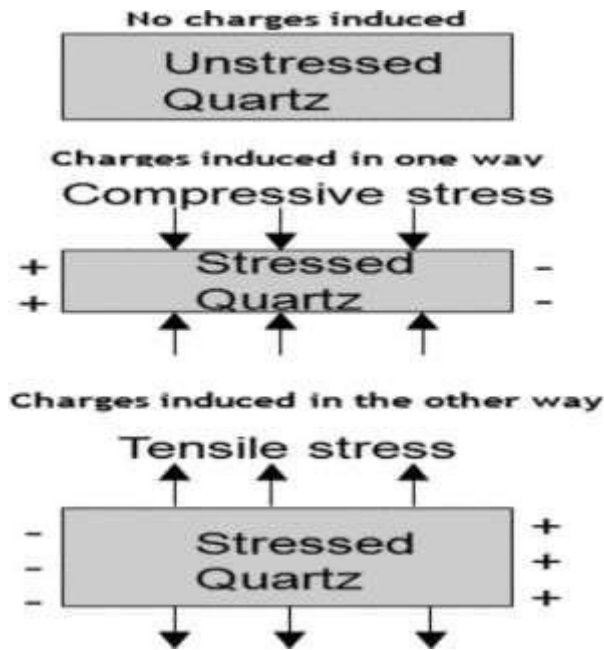 No charges induced
Unstressed
Quartz
Charges induced in one way
Compressive stress
+ Stressed -
+ Quartz -
Charges induced in the other way
Tensile stress
- +
- Stressed +
- Quartz +